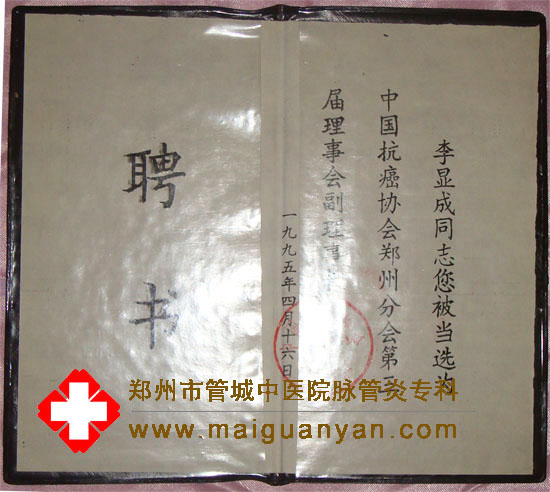 聘书
李显成同志您被当选为
中国抗癌协会郑州分会第
届理事会副理事
一九九五年四月十六日
郑州市管城中医院脉管炎专科
www.maiguanyan.com